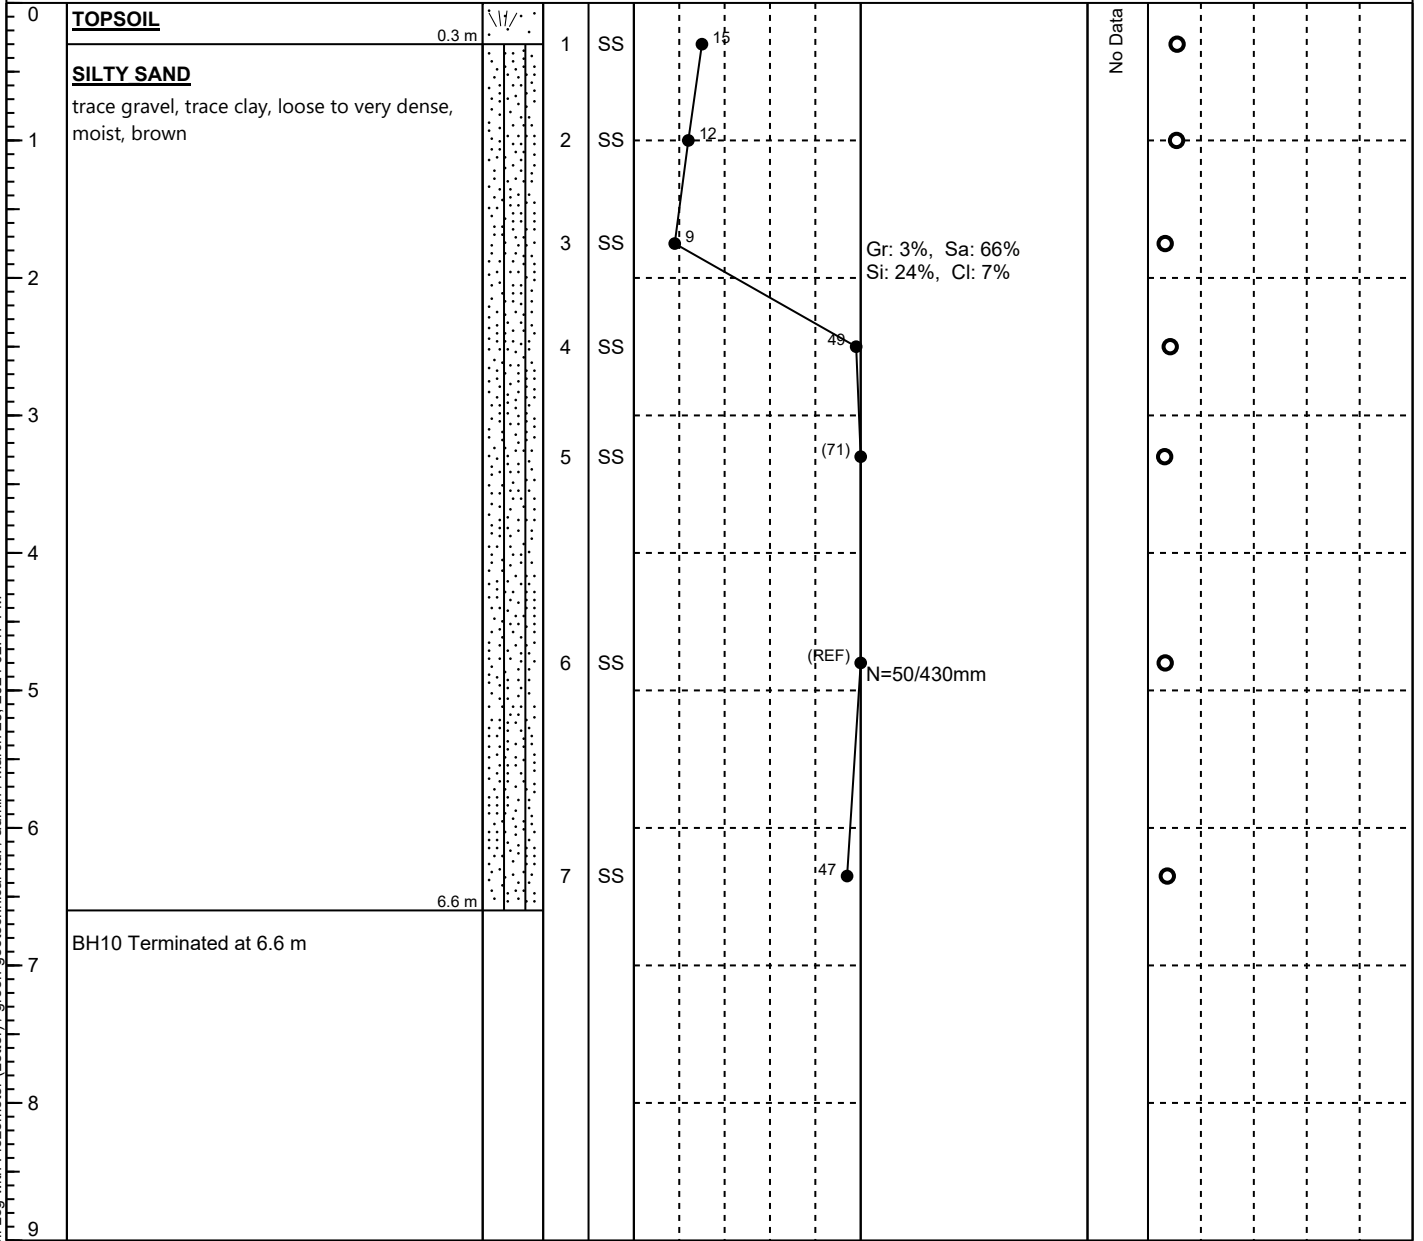 0
TOPSOIL
0.3 m
1 SS
15
No Data
SILTY SAND
trace gravel, trace clay, loose to very dense,
moist, brown
1
2 SS
12
3 SS
9
Gr: 3%, Sa: 66%
Si: 24%, Cl: 7%
2
4 SS
49
3
5 SS
(71)
4
6 SS
(REF)
N=50/430mm
5
6
7 SS
47
6.6 m
BH10 Terminated at 6.6 m
7
8
9